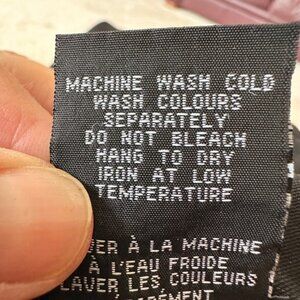 MACHINE WASH COLD
WASH COLOURS
SEPARATELY
DO NOT BLEACH
HANG TO DRY
IRON AT LOW
TEMPERATURE
À LA MACHINE
À L'EAU FROIDE
LAVER LES COULEURS